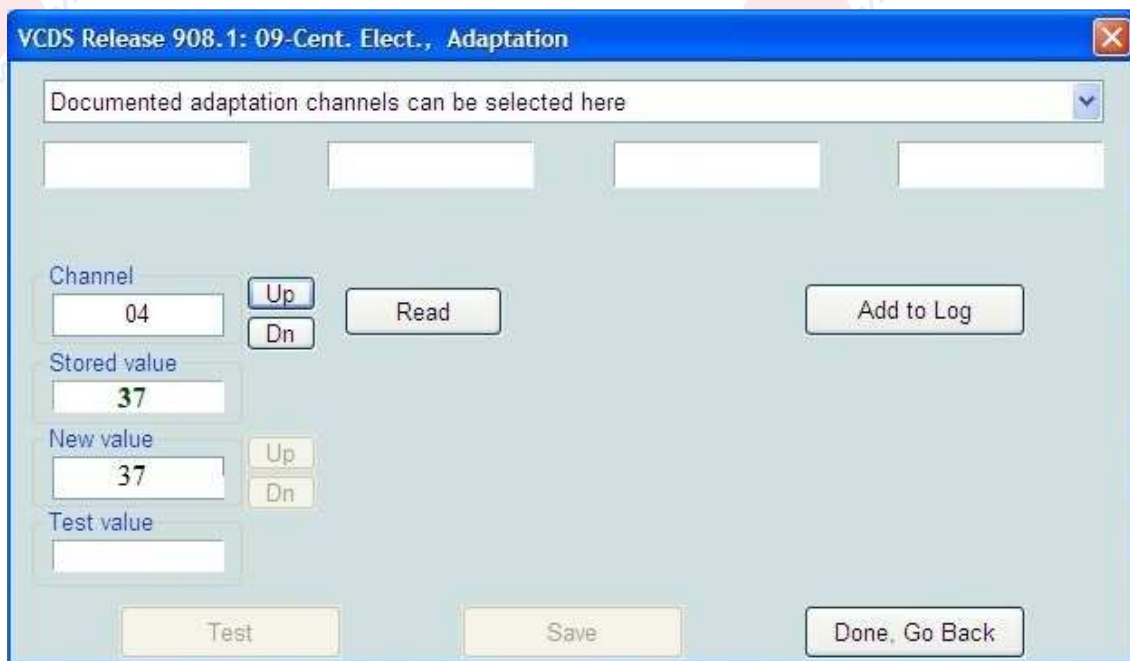 VCDS Release 908.1: 09-Cent. Elect., Adaptation
Documented adaptation channels can be selected here
Channel
04
Up
Dn
Read
Add to Log
Stored value
37
New value
37
Up
Dn
Test value
Test
Save
Done, Go Back